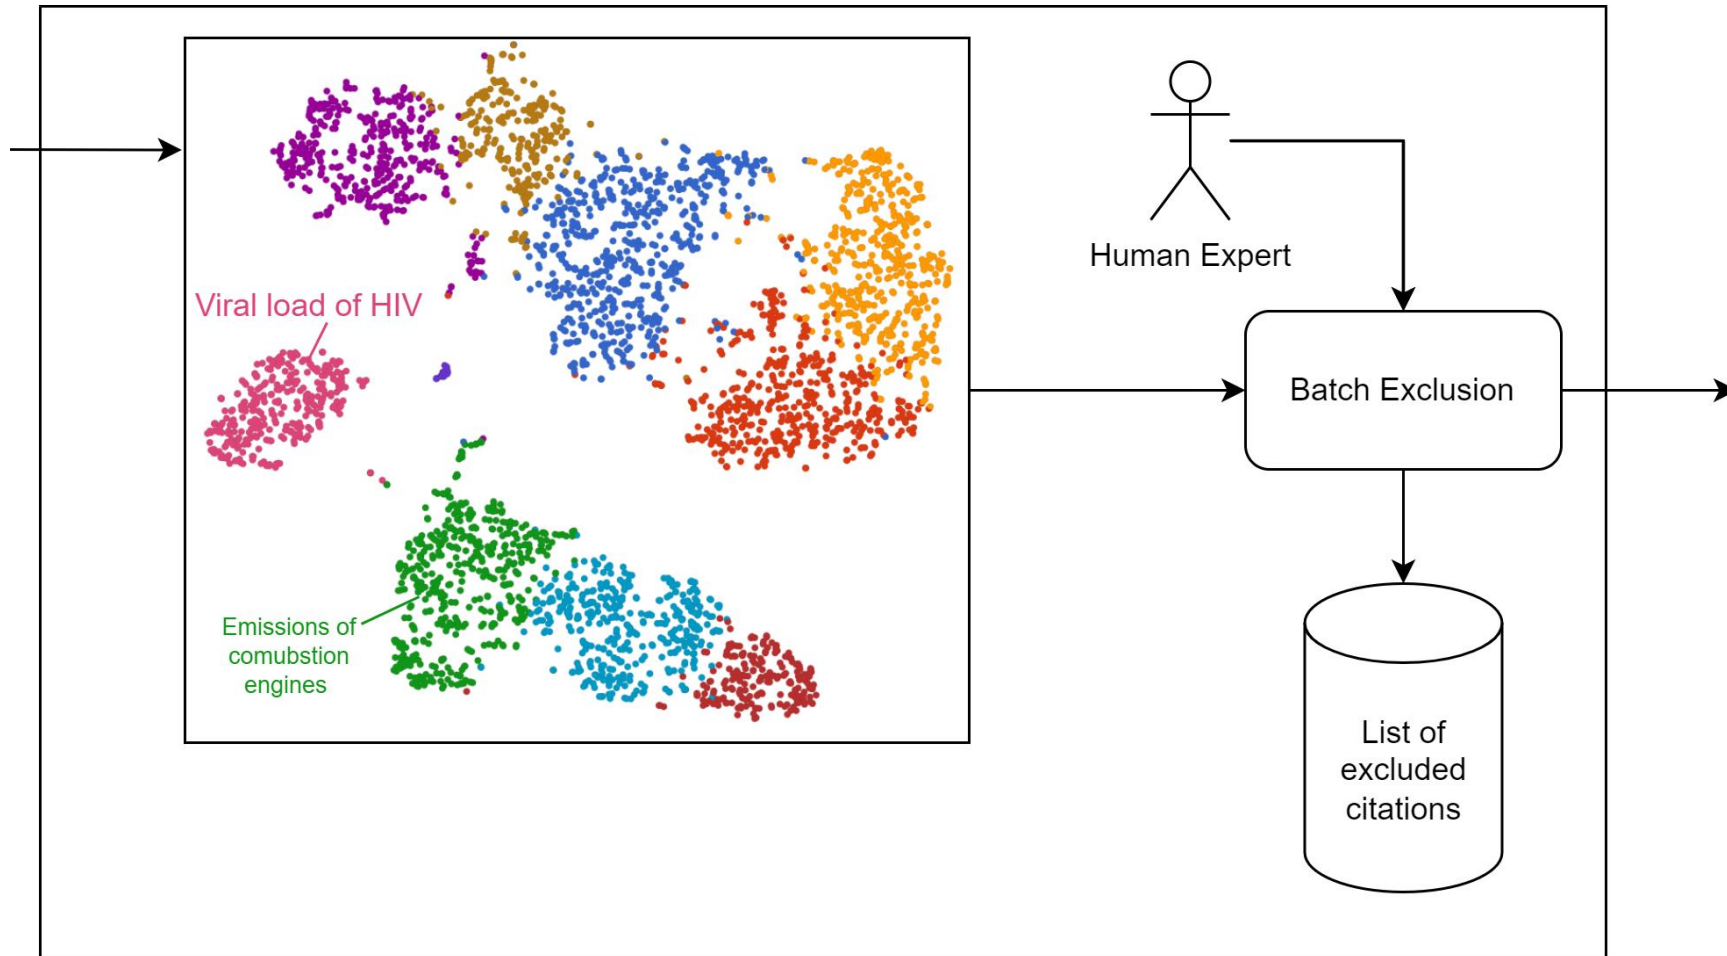 Human Expert
Viral load of HIV
Batch Exclusion
Emissions of
comubstion
engines
List of
excluded
citations